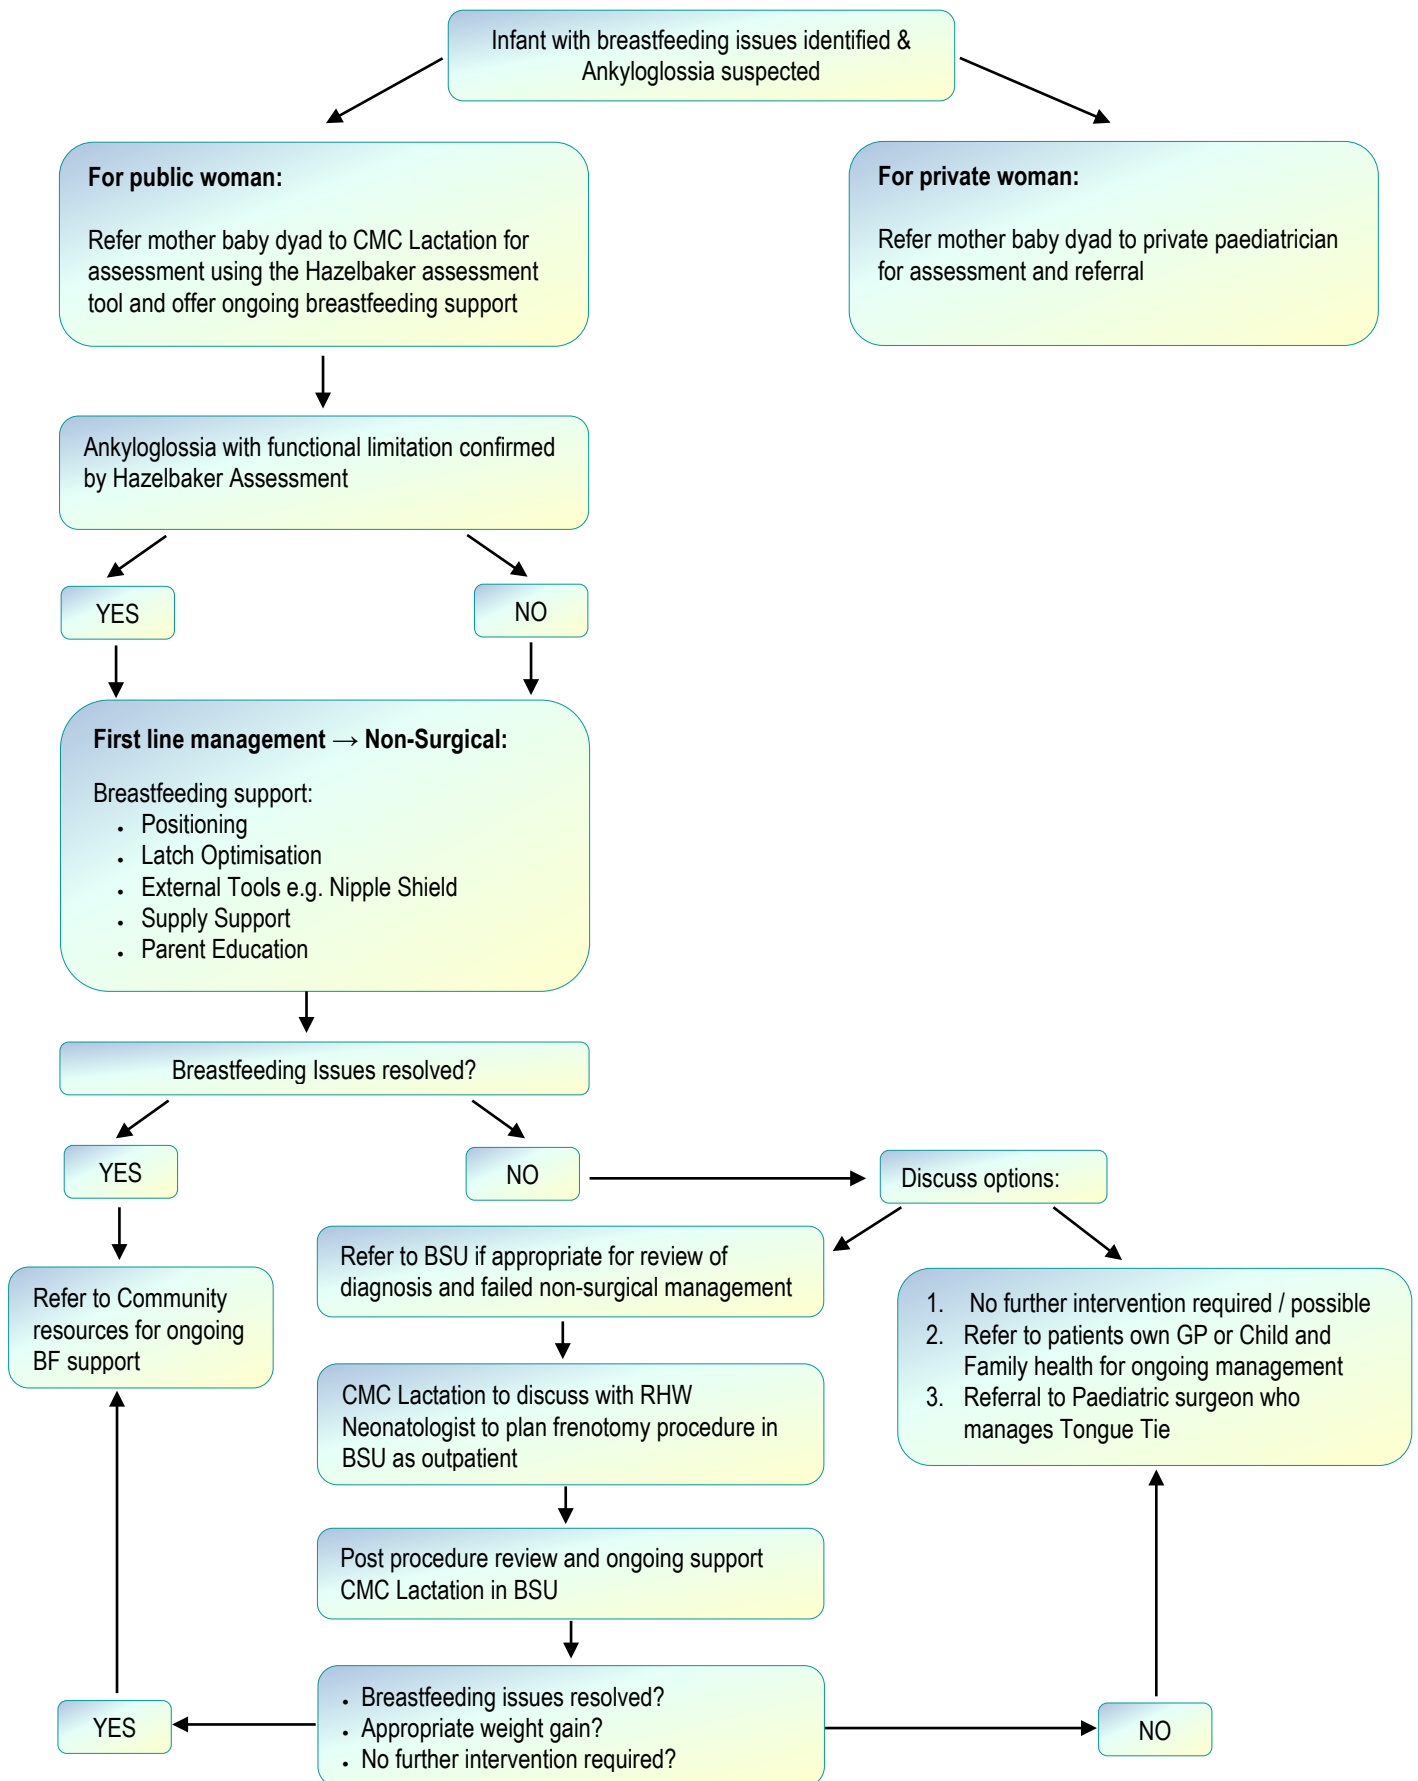 Infant with breastfeeding issues identified &
Ankyloglossia suspected
For public woman:
Refer mother baby dyad to CMC Lactation for
assessment using the Hazelbaker assessment
tool and offer ongoing breastfeeding support
For private woman:
Refer mother baby dyad to private paediatrician
for assessment and referral
Ankyloglossia with functional limitation confirmed
by Hazelbaker Assessment
YES
NO
First line management → Non-Surgical:
Breastfeeding support:
• Positioning
• Latch Optimisation
• External Tools e.g. Nipple Shield
• Supply Support
• Parent Education
Breastfeeding Issues resolved?
YES
NO
Discuss options:
Refer to Community
resources for ongoing
BF support
Refer to BSU if appropriate for review of
diagnosis and failed non-surgical management
1. No further intervention required / possible
2. Refer to patients own GP or Child and
Family health for ongoing management
3. Referral to Paediatric surgeon who
manages Tongue Tie
CMC Lactation to discuss with RHW
Neonatologist to plan frenotomy procedure in
BSU as outpatient
Post procedure review and ongoing support
CMC Lactation in BSU
• Breastfeeding issues resolved?
• Appropriate weight gain?
• No further intervention required?
YES
NO